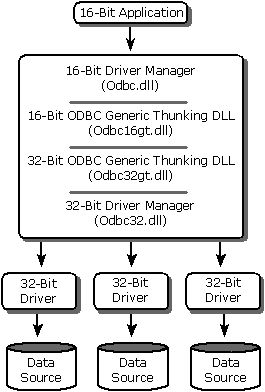 16-Bit Application
16-Bit Driver Manager
(Odbc.dll)
16-Bit ODBC Generic Thunking DLL
(Odbc16gt.dll)
32-Bit ODBC Generic Thunking DLL
(Odbc32gt.dll)
32-Bit Driver Manager
(Odbc32.dll)
32-Bit
Driver
32-Bit
Driver
32-Bit
Driver
Data
Source
Data
Source
Data
Source